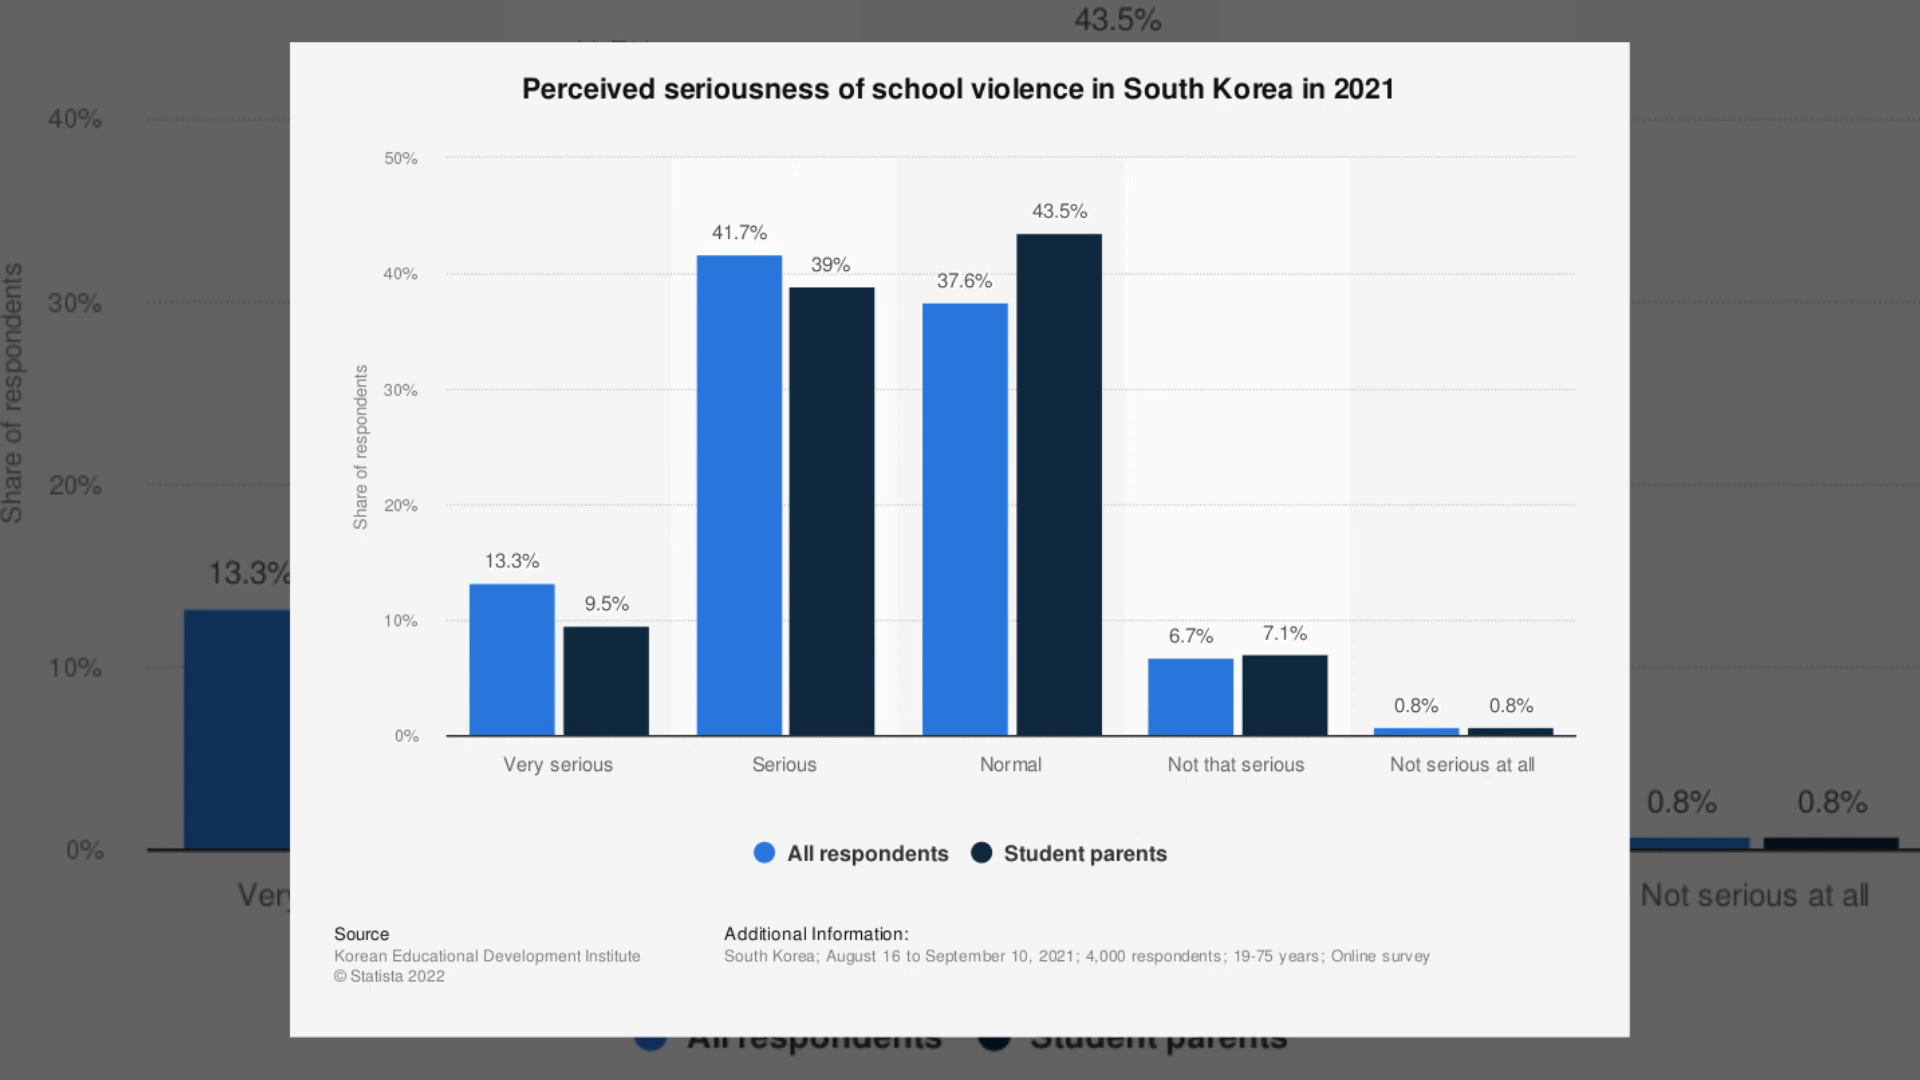 43.5%
Perceived seriousness of school violence in South Korea in 2021
40%
30%
20%
10%
0%
Share of respondents
13.3%
50%
40%
30%
20%
10%
0%
Share of respondents
13.3%
9.5%
41.7%
39%
37.6%
43.5%
6.7%
7.1%
0.8%
0.8%
Very serious
Serious
Normal
Not that serious
Not serious at all
All respondents
Student parents
Source
Korean Educational Development Institute
© Statista 2022
Additional Information:
South Korea; August 16 to September 10, 2021; 4,000 respondents; 19-75 years; Online survey
0.8%
0.8%
Very
Not serious at all
All respondents
Student parents